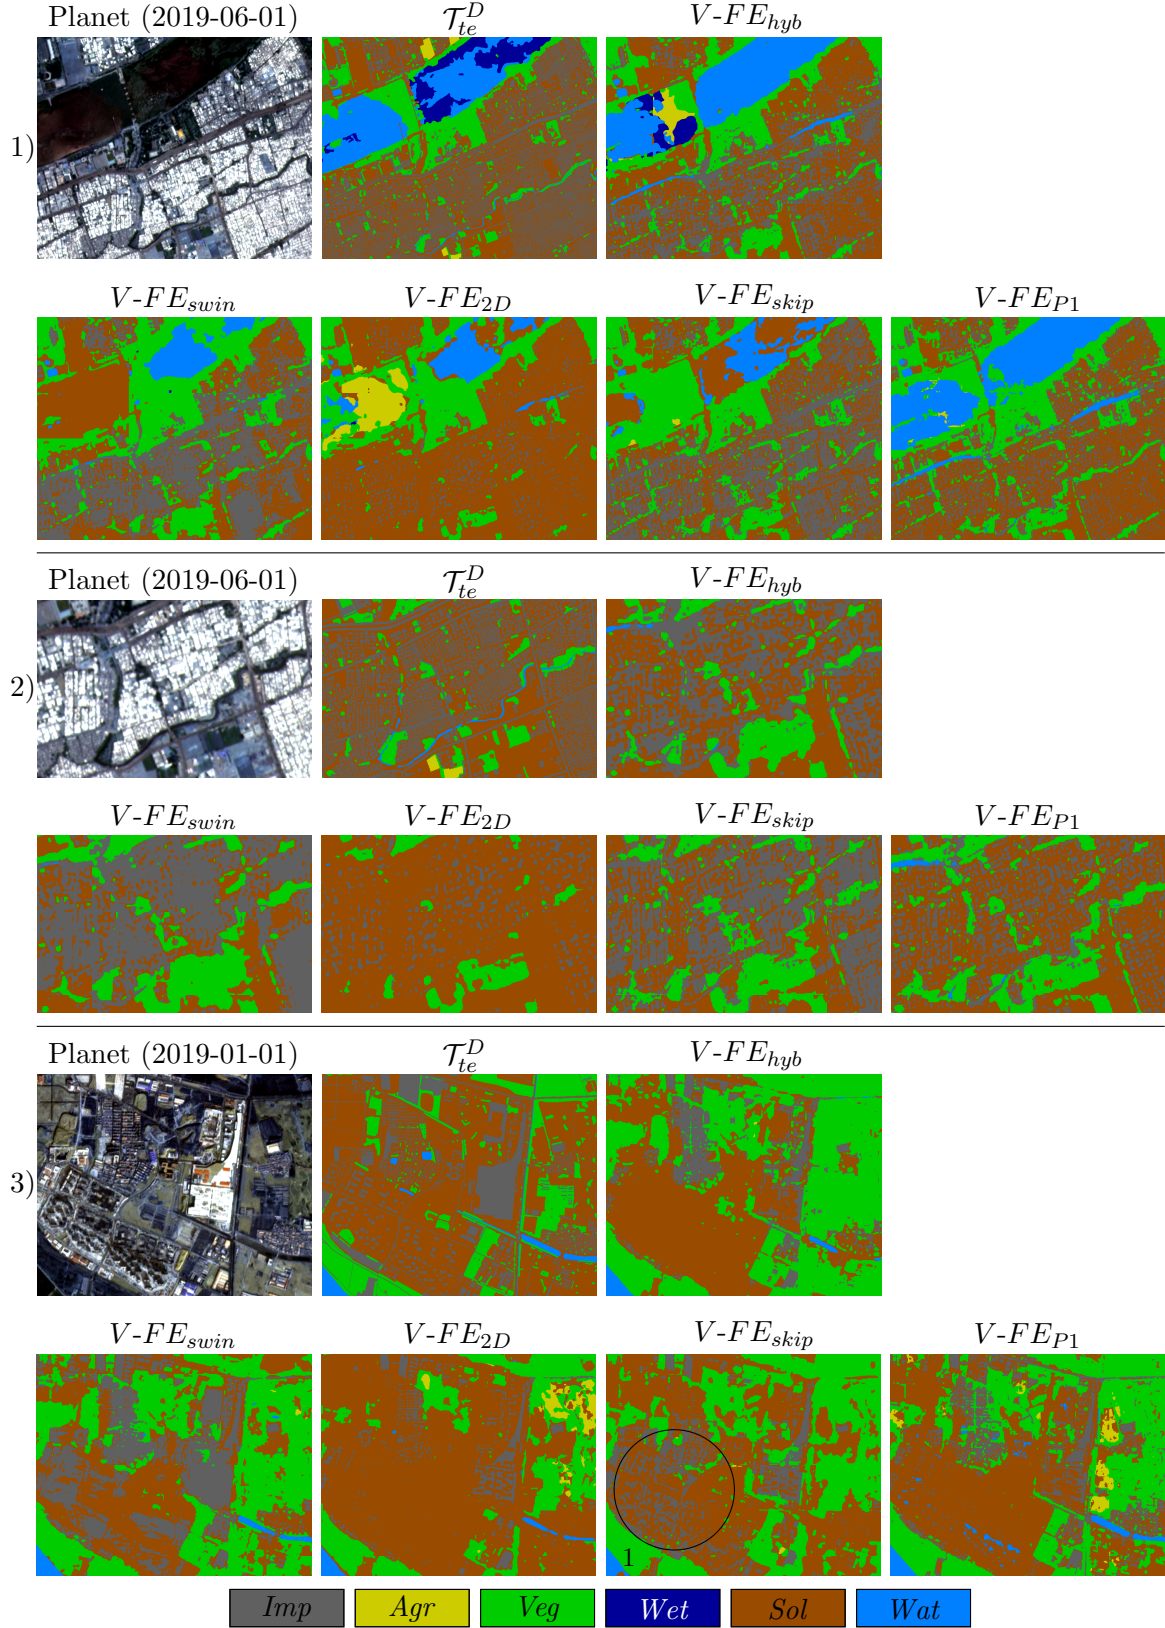 Planet (2019-06-01) 𝒯_te^D V-FE_hyb
1)
V-FE_swin V-FE_2D V-FE_skip V-FE_P1
Planet (2019-06-01) 𝒯_te^D V-FE_hyb
2)
V-FE_swin V-FE_2D V-FE_skip V-FE_P1
Planet (2019-01-01) 𝒯_te^D V-FE_hyb
3)
V-FE_swin V-FE_2D V-FE_skip V-FE_P1
1
Imp Agr Veg Wet Sol Wat